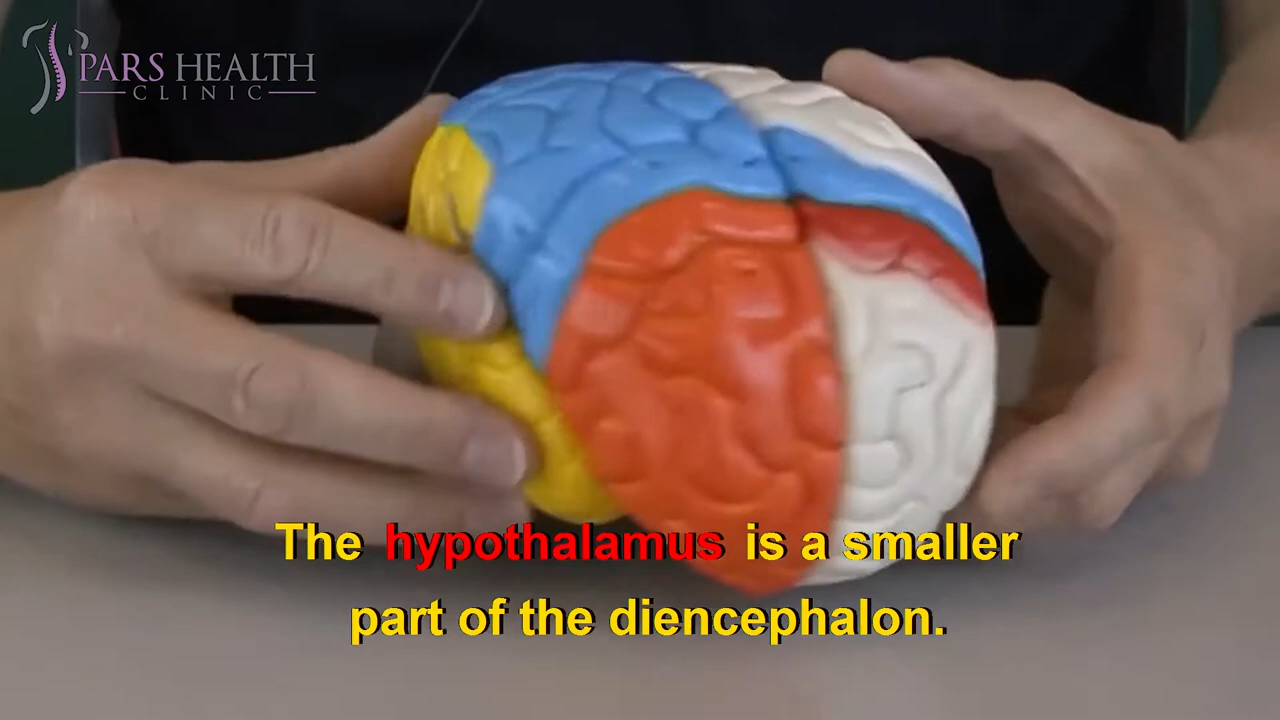 PARS HEALTH
CLINIC
The hypothalamus is a smaller
part of the diencephalon.